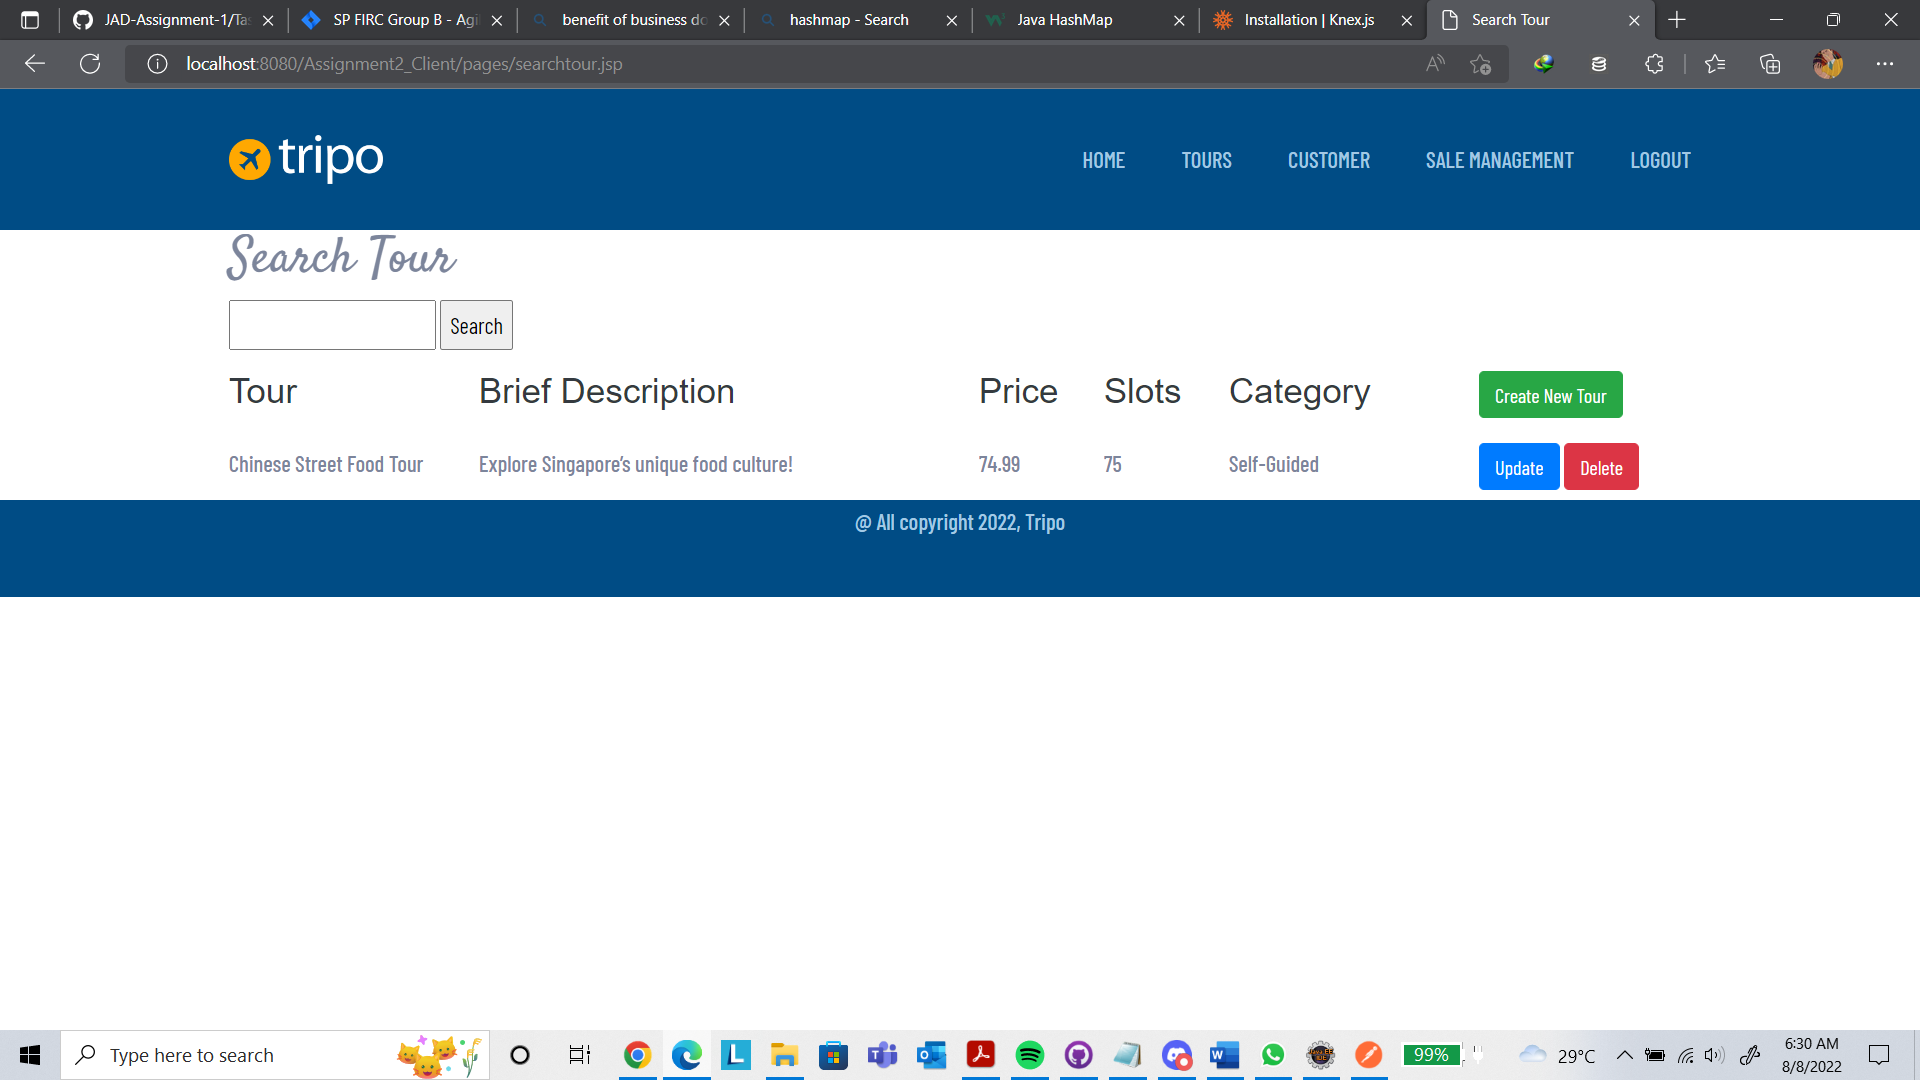 JAD-Assignment-1/Ta
SP FIRC Group B - Agi
benefit of business do
hashmap - Search
Java HashMap
Installation | Knex.js
Search Tour
localhost:8080/Assignment2_Client/pages/searchtour.jsp
tripo
HOME TOURS CUSTOMER SALE MANAGEMENT LOGOUT
Search Tour
Search
Tour Brief Description Price Slots Category Create New Tour
Chinese Street Food Tour Explore Singapore's unique food culture! 74.99 75 Self-Guided Update Delete
@ All copyright 2022, Tripo
Type here to search
99%
29°C
6:30 AM
8/8/2022